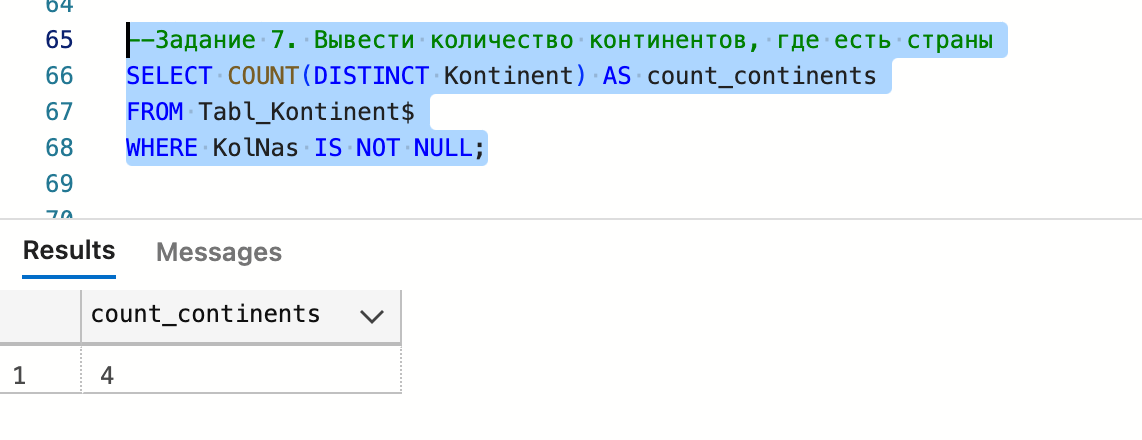 64
65 --Задание 7. Вывести количество континентов, где есть страны
66 SELECT COUNT(DISTINCT Kontinent) AS count_continents
67 FROM Tabl_Kontinent$
68 WHERE KolNas IS NOT NULL;
69
70
Results Messages
count_continents
1 4